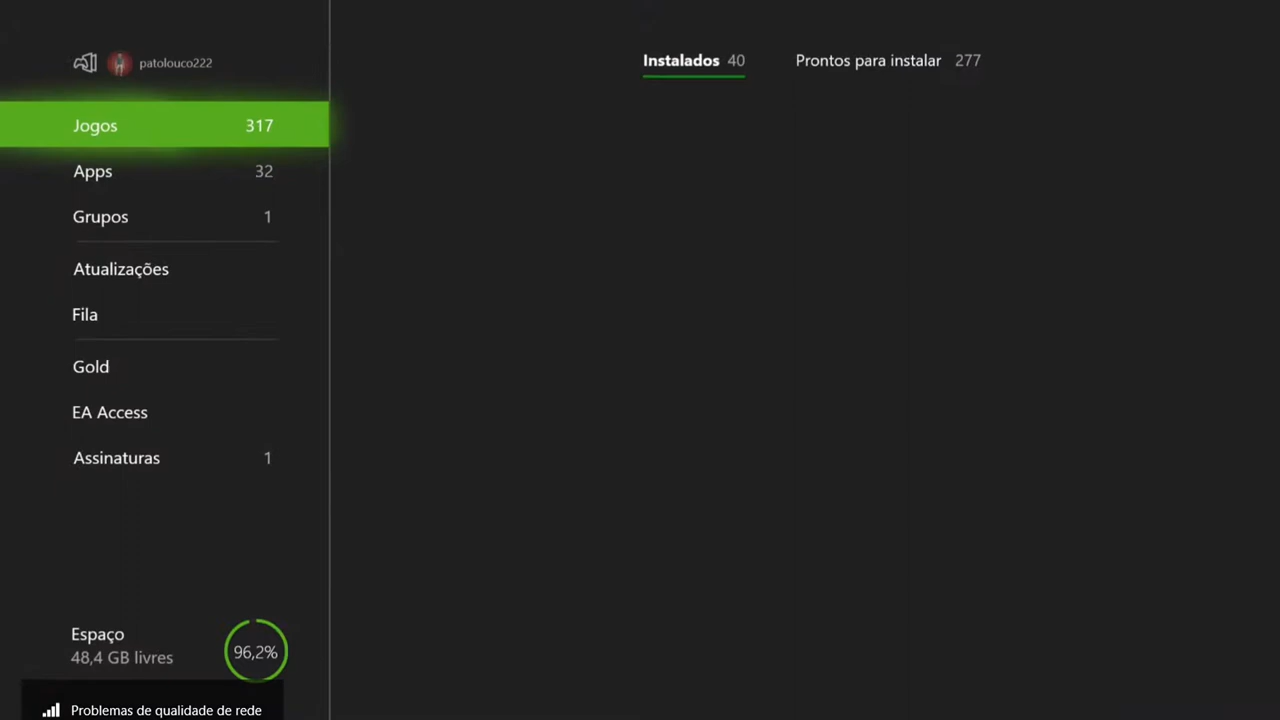 patolouco222
Instalados 40
Prontos para instalar 277
Jogos 317
Apps 32
Grupos 1
Atualizações
Fila
Gold
EA Access
Assinaturas 1
Espaço
48,4 GB livres
96,2%
Problemas de qualidade de rede